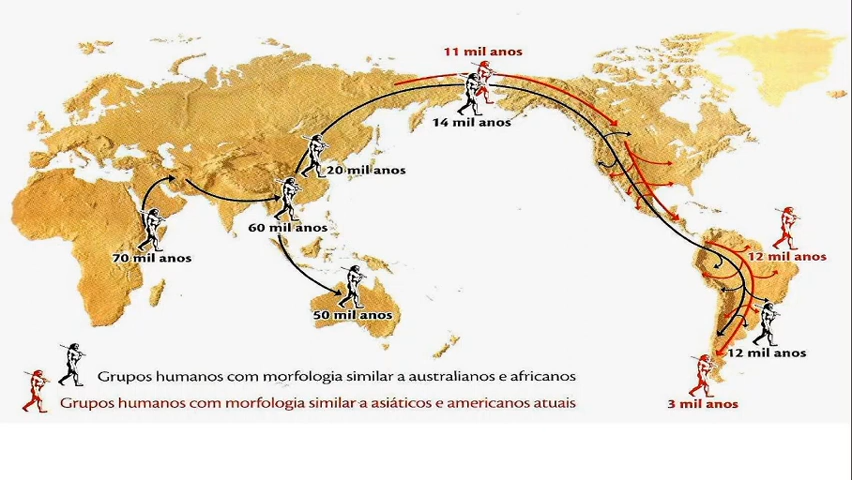 11 mil anos
14 mil anos
20 mil anos
60 mil anos
70 mil anos
12 mil anos
50 mil anos
12 mil anos
Grupos humanos com morfologia similar a australianos e africanos
Grupos humanos com morfologia similar a asiáticos e americanos atuais
3 mil anos